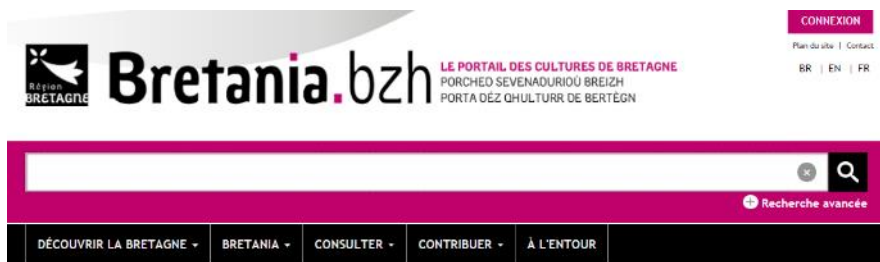 CONNEXION
Plan du site | Contact
BR | EN | FR
Région
BRETAGNE
Bretania.bzh
LE PORTAIL DES CULTURES DE BRETAGNE
PORCHED SEVENADURIOÙ BREIZH
PORTA DÉZ QHULTURR DE BERTÈGN
Recherche avancée
DÉCOUVRIR LA BRETAGNE
BRETANIA
CONSULTER
CONTRIBUER
À L'ENTOUR